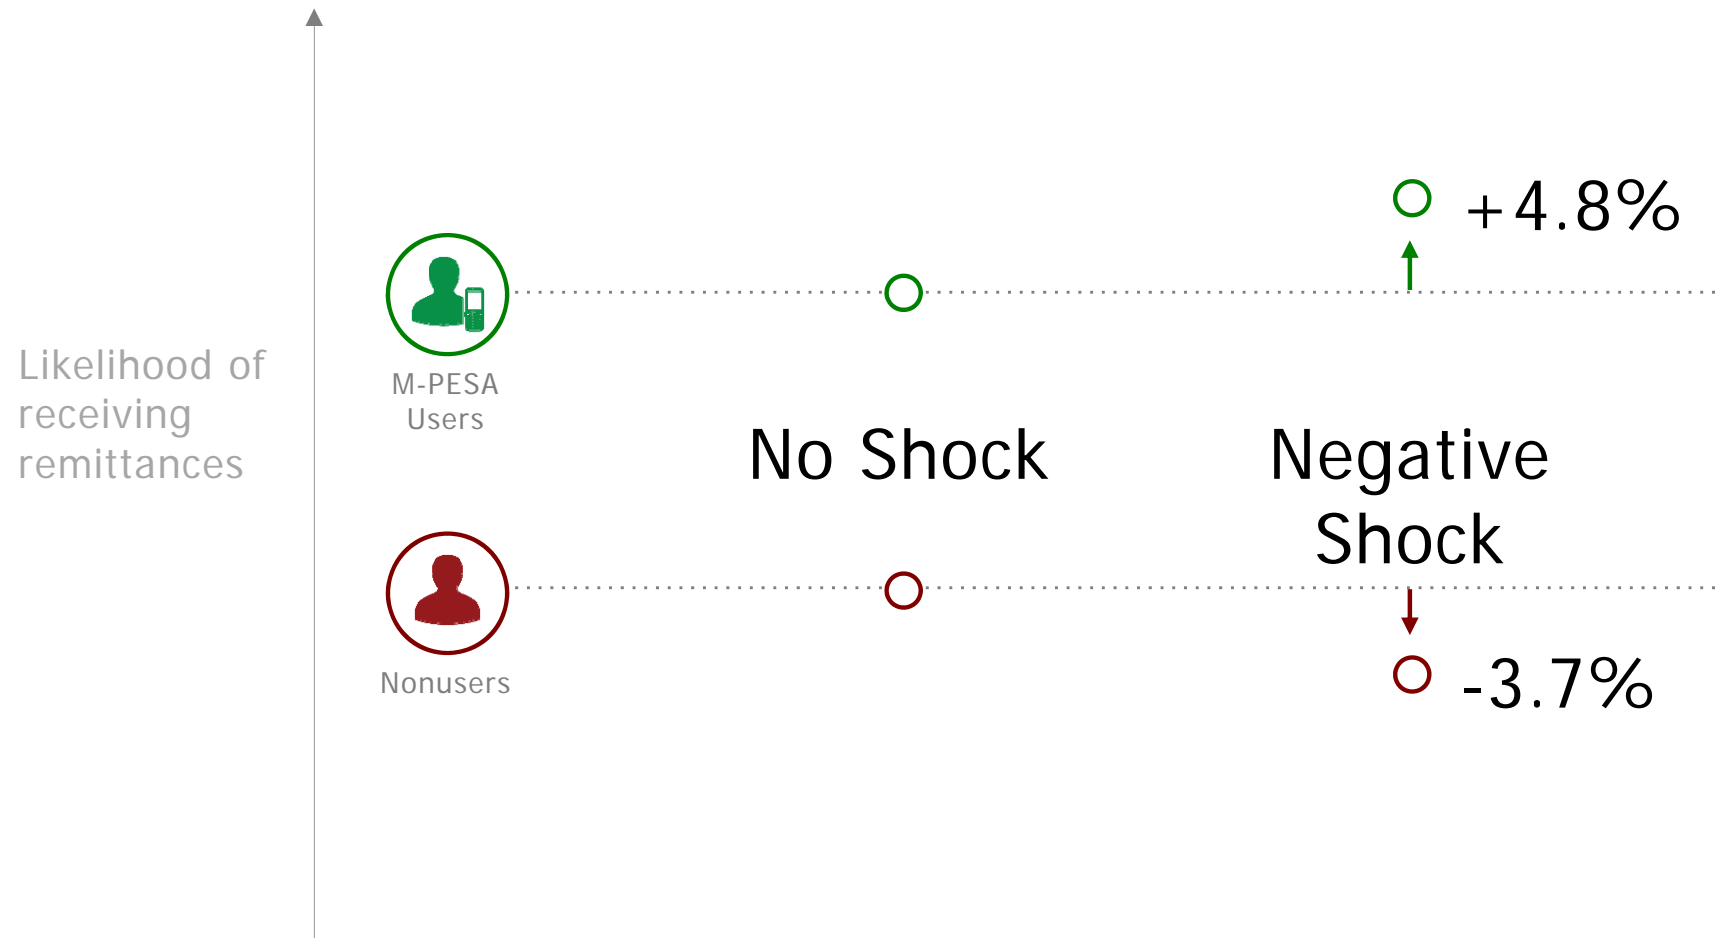 Likelihood of
receiving
remittances
M-PESA
Users
Nonusers
No Shock
Negative
Shock
+4.8%
-3.7%